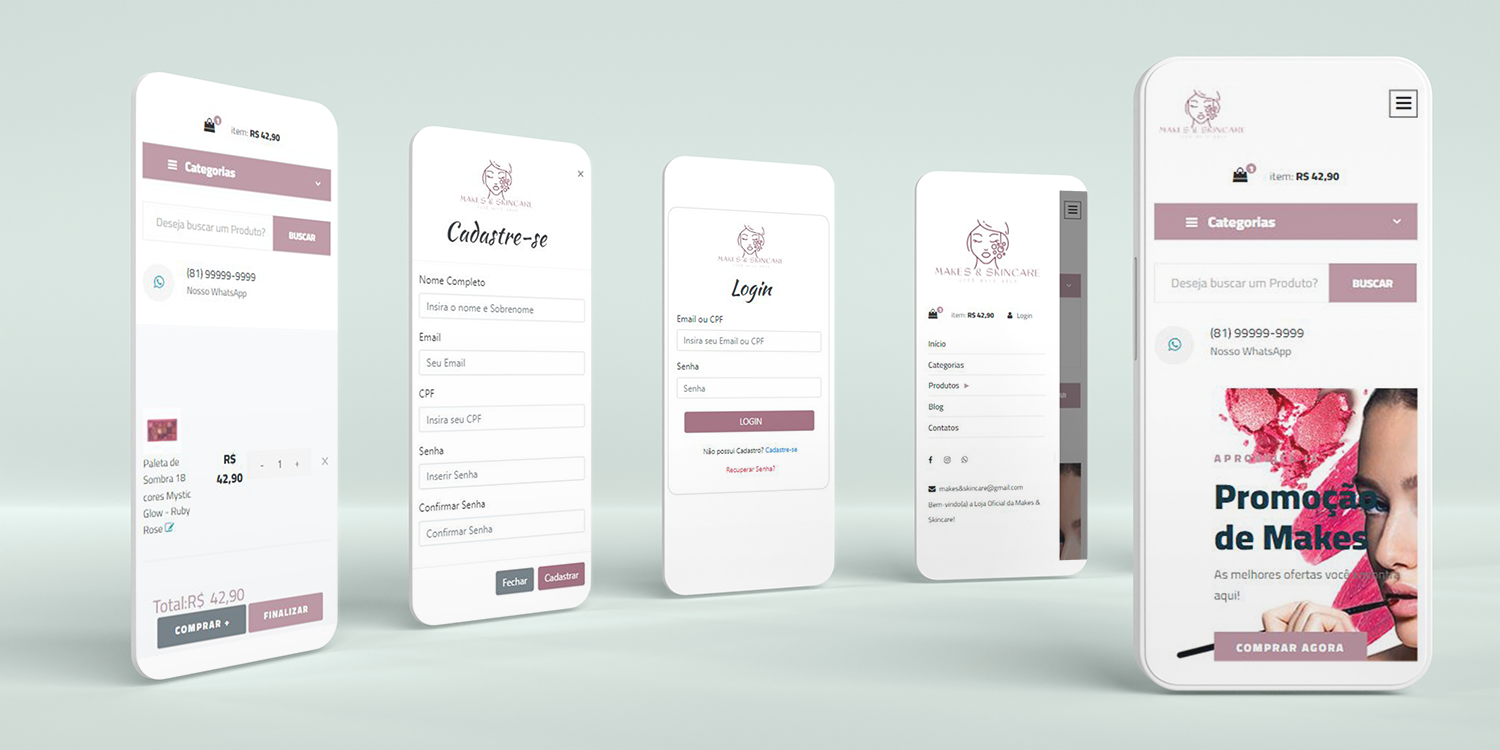 1
item: R$ 42,90
Categorias
Deseja buscar um Produto?
BUSCAR
(81) 99999-9999
Nosso WhatsApp
Paleta de
Sombra 18
cores Mystic
Glow - Ruby
Rose
R$
42,90
- 1 +
X
Total:R$ 42,90
COMPRAR +
FINALIZAR
x
MAKES & SKINCARE
Cadastre-se
Nome Completo
Insira o nome e Sobrenome
Email
Seu Email
CPF
Insira seu CPF
Senha
Inserir Senha
Confirmar Senha
Confirmar Senha
Fechar
Cadastrar
MAKES & SKINCARE
Login
Email ou CPF
Insira seu Email ou CPF
Senha
Senha
LOGIN
Não possui Cadastro? Cadastre-se
Recuperar Senha?
MAKES & SKINCARE
item: R$ 42,90
Login
Início
Categorias
Produtos
Blog
Contatos
makes&skincare@gmail.com
Bem-vindo(a) a Loja Oficial da Makes &
Skincare!
MAKES & SKINCARE
1
item: R$ 42,90
Categorias
Deseja buscar um Produto?
BUSCAR
(81) 99999-9999
Nosso WhatsApp
Promoção
de Makes
As melhores ofertas você
aqui!
COMPRAR AGORA